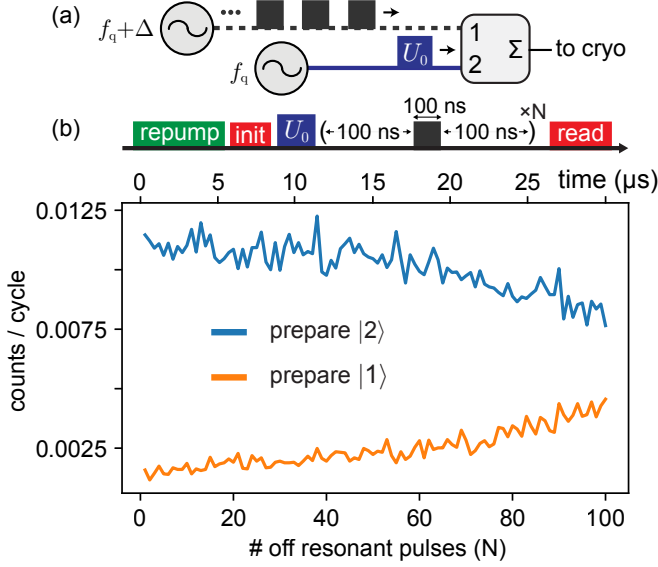 (a)
f_q+Δ
...
1
2
Σ
to cryo
f_q
U_0
(b)
repump
init
U_0
(
100 ns
100 ns
100 ns
)
×N
read
0 5 10 15 20 25 time (µs)
0.0125
0.0075
0.0025
counts / cycle
prepare |2⟩
prepare |1⟩
0 20 40 60 80 100
# off resonant pulses (N)